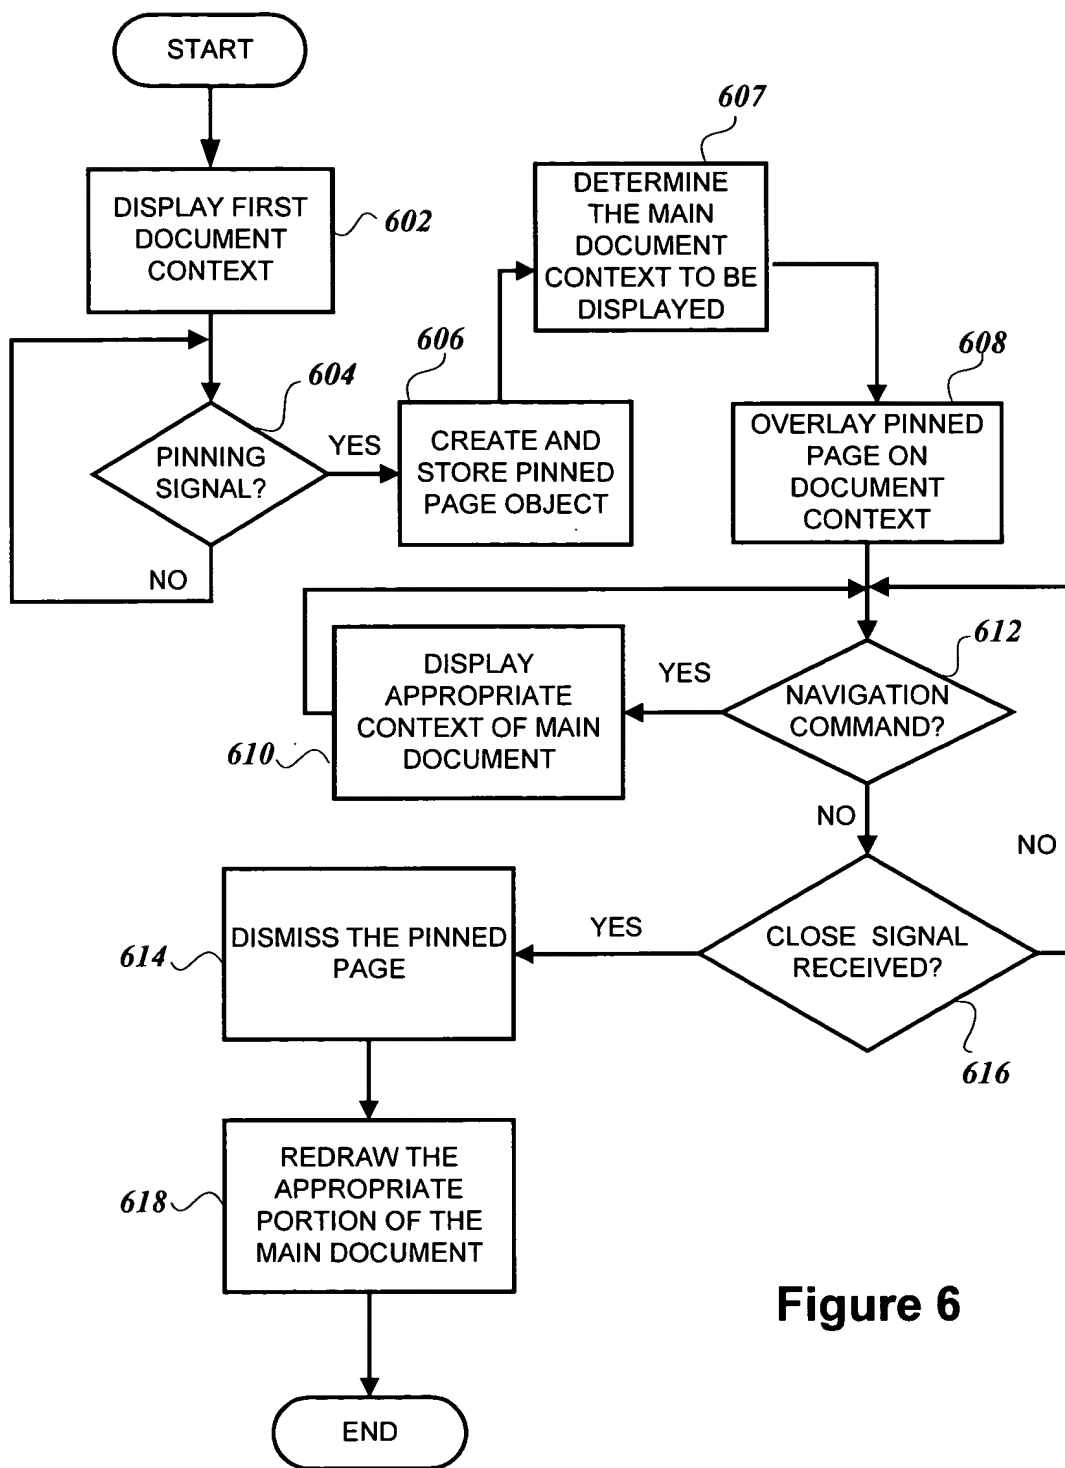 START
607
DETERMINE
THE MAIN
DOCUMENT
CONTEXT TO BE
DISPLAYED
DISPLAY FIRST
DOCUMENT
CONTEXT
602
606
608
604
PINNING
SIGNAL?
YES
CREATE AND
STORE PINNED
PAGE OBJECT
OVERLAY PINNED
PAGE ON
DOCUMENT
CONTEXT
NO
612
DISPLAY
APPROPRIATE
CONTEXT OF MAIN
DOCUMENT
YES
NAVIGATION
COMMAND?
610
NO
NO
614
DISMISS THE PINNED
PAGE
YES
CLOSE SIGNAL
RECEIVED?
616
618
REDRAW THE
APPROPRIATE
PORTION OF THE
MAIN DOCUMENT
Figure 6
END